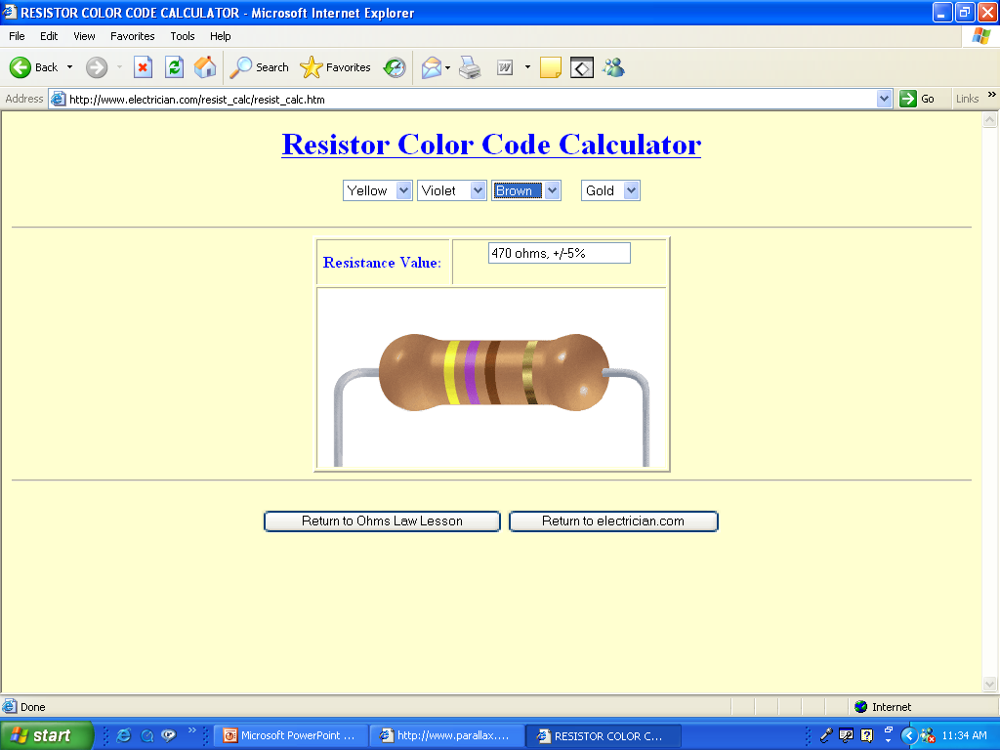 RESISTOR COLOR CODE CALCULATOR - Microsoft Internet Explorer
File Edit View Favorites Tools Help
Back Search Favorites
Address http://www.electrician.com/resist_calc/resist_calc.htm Go Links »
Resistor Color Code Calculator
Yellow Violet Brown Gold
Resistance Value: 470 ohms, +/-5%
Return to Ohms Law Lesson Return to electrician.com
Done Internet
start » Microsoft PowerPoint ... http://www.parallax.... RESISTOR COLOR C... 11:34 AM